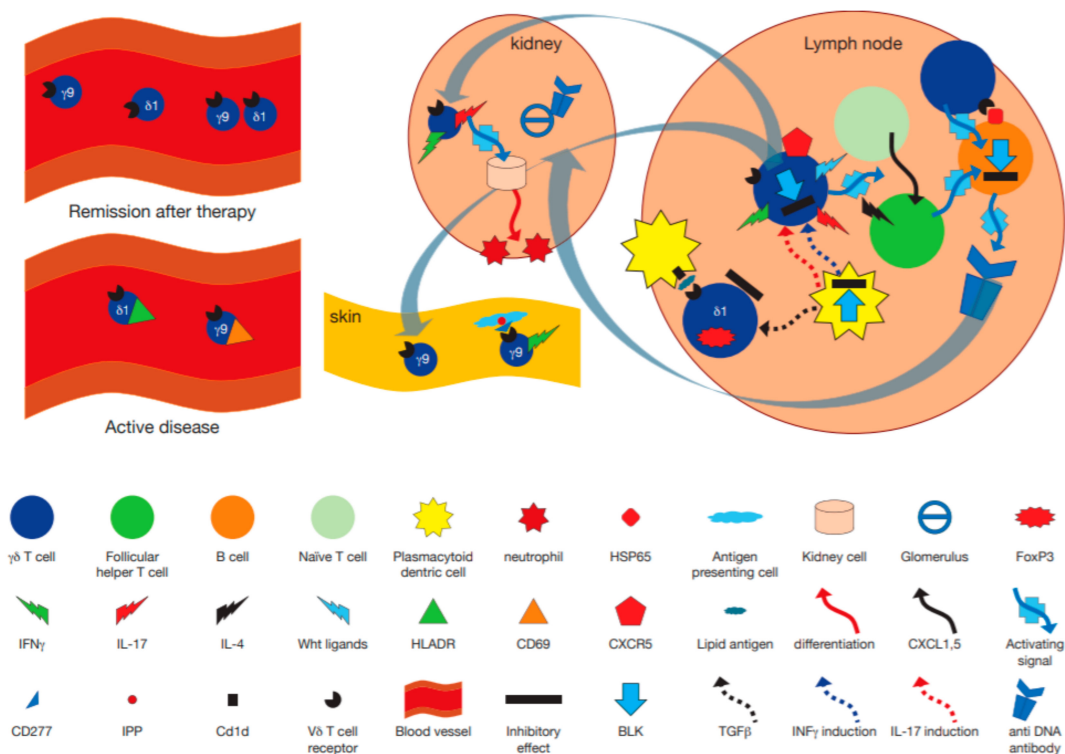 kidney
Lymph node
γ9
δ1
γ9
δ1
Remission after therapy
δ1
γ9
Active disease
skin
γ9
γ9
δ1
γδ T cell
Follicular
helper T cell
B cell
Naïve T cell
Plasmacytoid
dentric cell
neutrophil
HSP65
Antigen
presenting cell
Kidney cell
Glomerulus
FoxP3
IFNγ
IL-17
IL-4
Wht ligands
HLADR
CD69
CXCR5
Lipid antigen
differentiation
CXCL1,5
Activating
signal
CD277
IPP
Cd1d
Vδ T cell
receptor
Blood vessel
Inhibitory
effect
BLK
TGFβ
INFγ induction
IL-17 induction
anti DNA
antibody